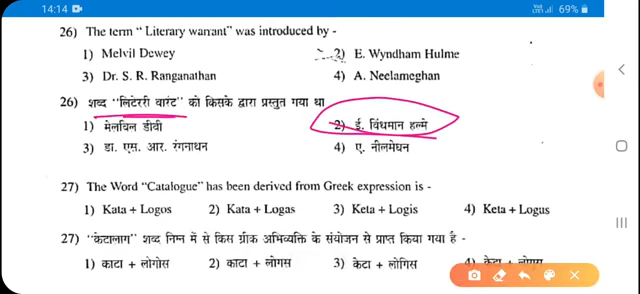 14:14 69%
26) The term “ Literary warrant” was introduced by -
1) Melvil Dewey 2) E. Wyndham Hulme
3) Dr. S. R. Ranganathan 4) A. Neelameghan
26) शब्द “लिटेररी वारंट” को किसके द्वारा प्रस्तुत गया था
1) मेलविल डीवी 2) ई. विंधमान हल्मे
3) डा. एस. आर. रंगनाथन 4) ए. नीलमेघन
27) The Word “Catalogue” has been derived from Greek expression is -
1) Kata + Logos 2) Kata + Logas 3) Keta + Logis 4) Keta + Logus
27) “केटालाग” शब्द निम्न में से किस ग्रीक अभिव्यक्ति के संयोजन से प्राप्त किया गया है -
1) काटा + लोगोस 2) काटा + लोगस 3) केटा + लोगिस 4) केटा + लोगस